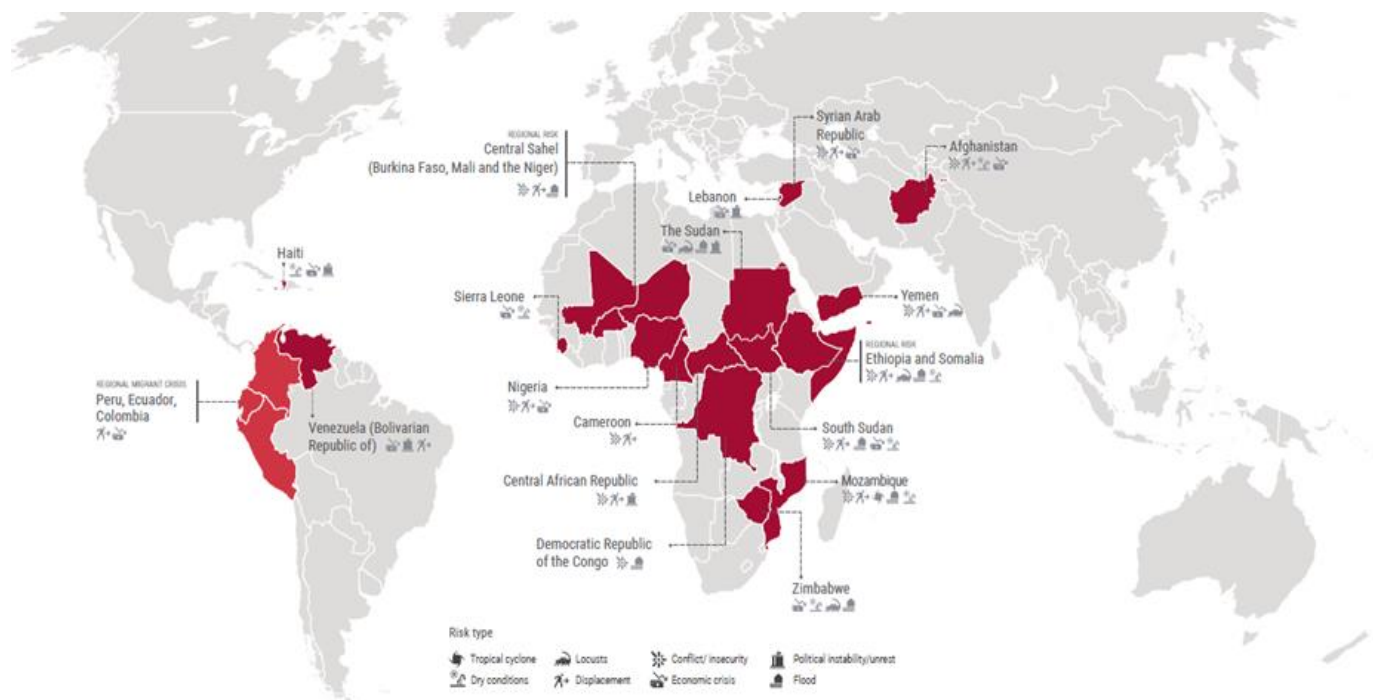 REGIONAL RISK
Central Sahel
(Burkina Faso, Mali and the Niger)
Syrian Arab
Republic
Afghanistan
Lebanon
The Sudan
Haiti
Sierra Leone
Yemen
REGIONAL RISK
Ethiopia and Somalia
REGIONAL MIGRANT CRISIS
Peru, Ecuador,
Colombia
Nigeria
Venezuela (Bolivarian
Republic of)
Cameroon
South Sudan
Central African Republic
Mozambique
Democratic Republic
of the Congo
Zimbabwe
Risk type
Tropical cyclone
Locusts
Conflict/ insecurity
Political instability/unrest
Dry conditions
Displacement
Economic crisis
Flood